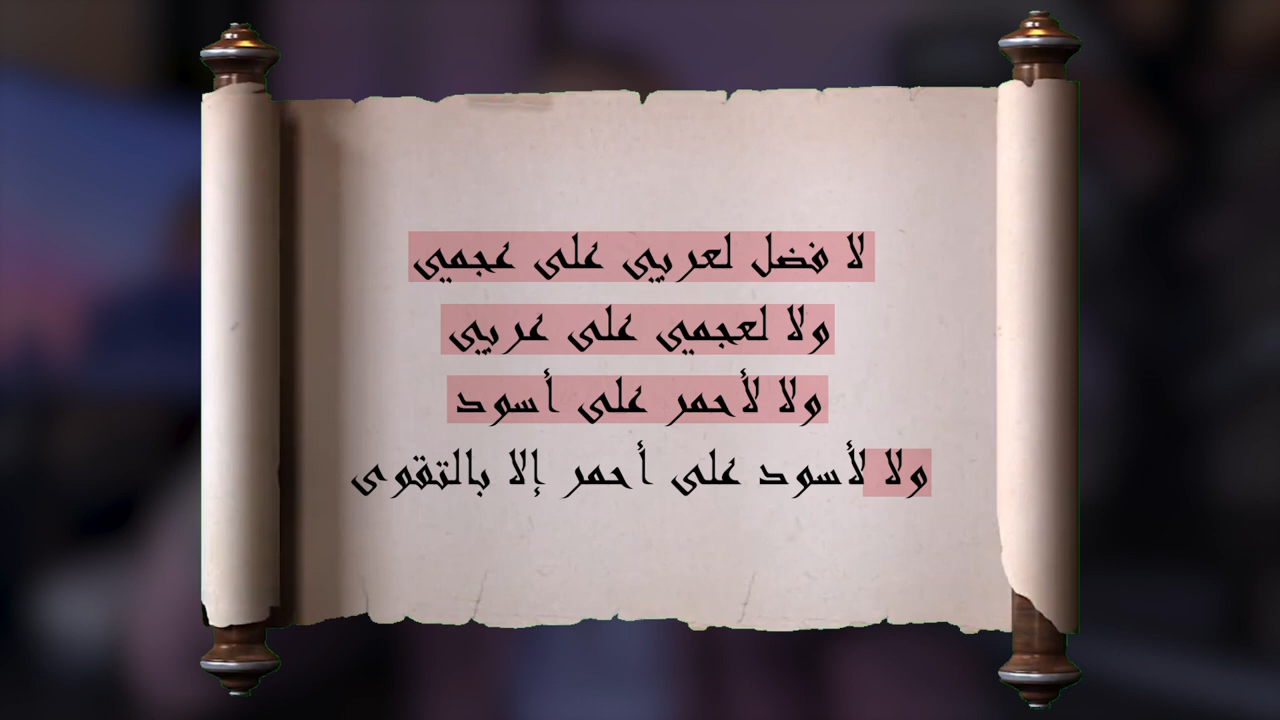 لا فضل لعربي على عجمي
ولا لعجمي على عربي
ولا لأحمر على أسود
ولا لأسود على أحمر إلا بالتقوى